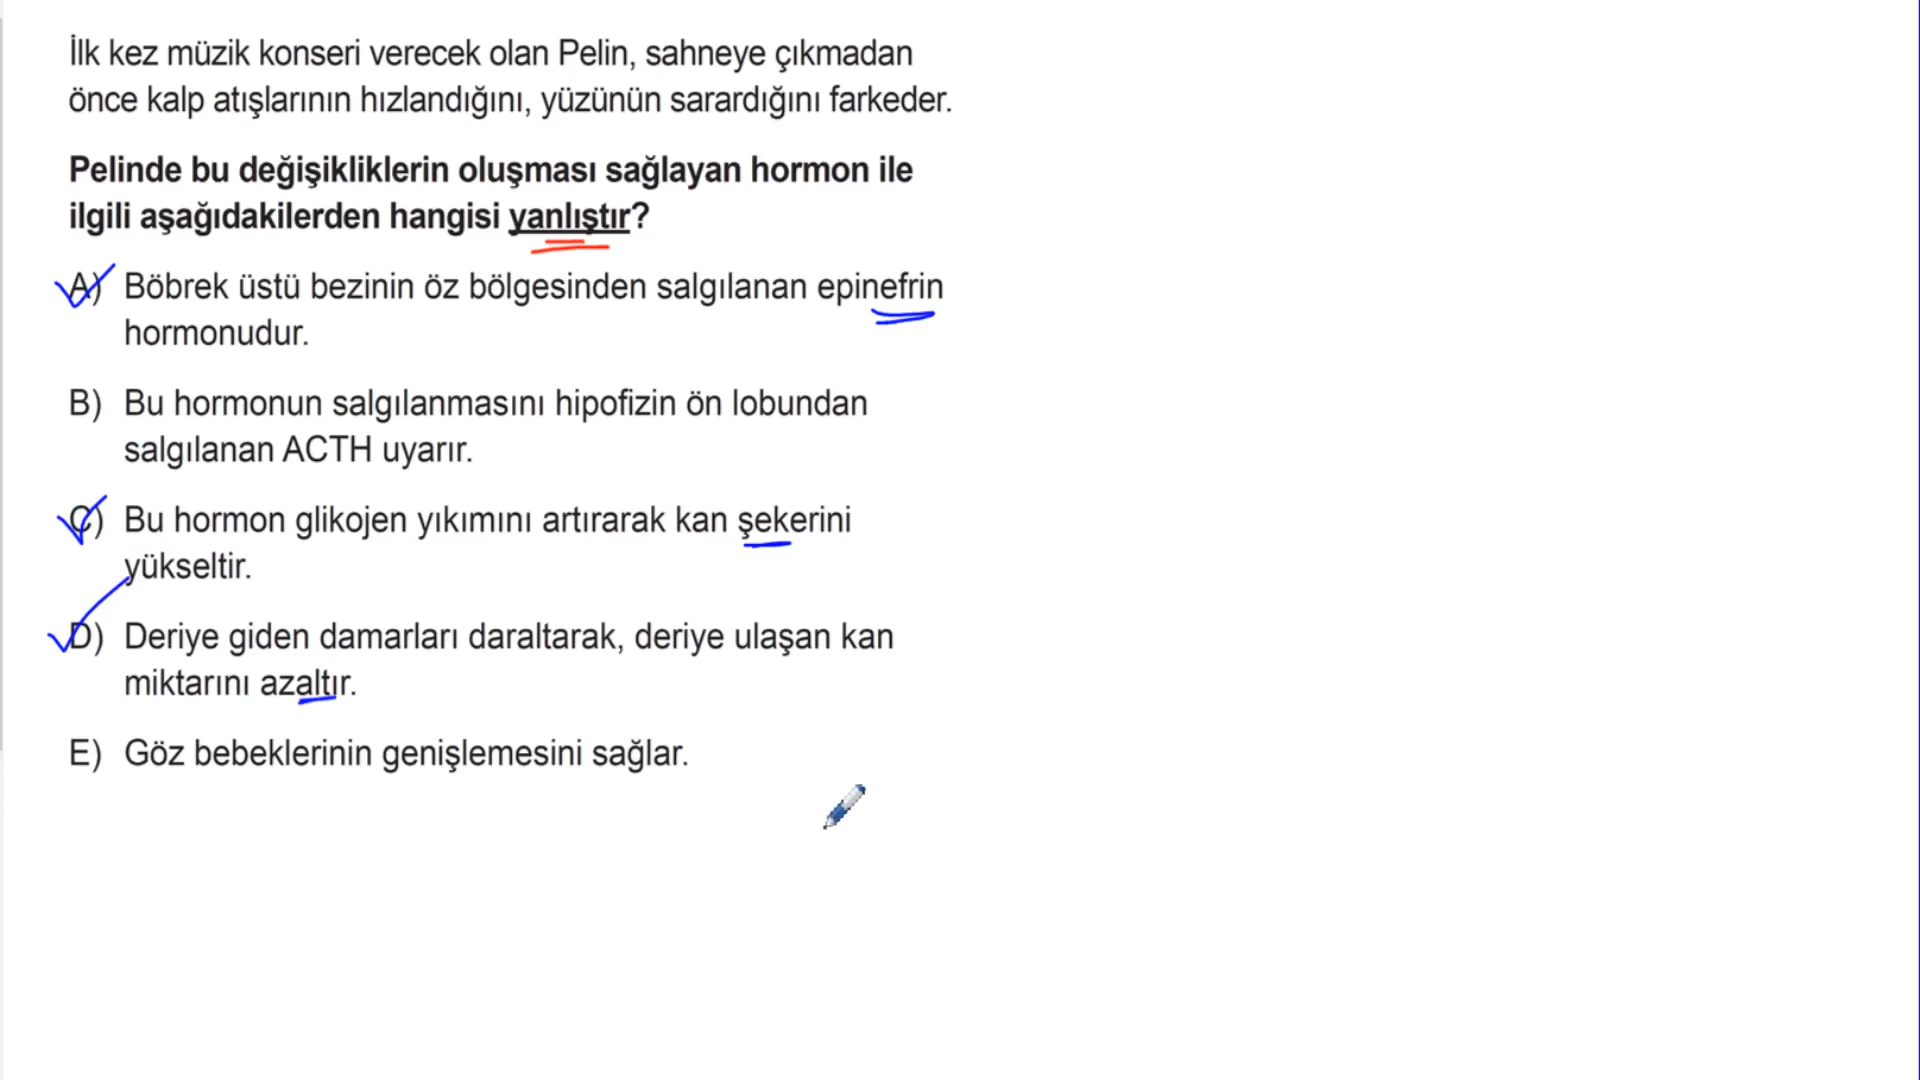 İlk kez müzik konseri verecek olan Pelin, sahneye çıkmadan
önce kalp atışlarının hızlandığını, yüzünün sarardığını farkeder.
Pelinde bu değişikliklerin oluşması sağlayan hormon ile
ilgili aşağıdakilerden hangisi yanlıştır?
A) Böbrek üstü bezinin öz bölgesinden salgılanan epinefrin
hormonudur.
B) Bu hormonun salgılanmasını hipofizin ön lobundan
salgılanan ACTH uyarır.
C) Bu hormon glikojen yıkımını artırarak kan şekerini
yükseltir.
D) Deriye giden damarları daraltarak, deriye ulaşan kan
miktarını azaltır.
E) Göz bebeklerinin genişlemesini sağlar.